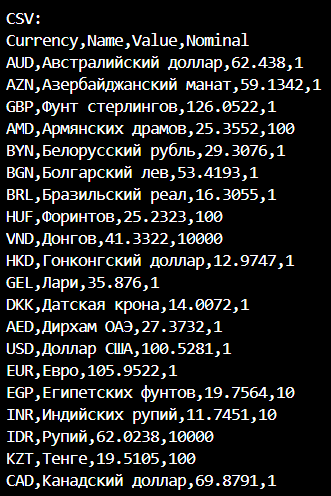 CSV:
Currency,Name,Value,Nominal
AUD,Австралийский доллар,62.438,1
AZN,Азербайджанский манат,59.1342,1
GBP,Фунт стерлингов,126.0522,1
AMD,Армянских драмов,25.3552,100
BYN,Белорусский рубль,29.3076,1
BGN,Болгарский лев,53.4193,1
BRL,Бразильский реал,16.3055,1
HUF,Форинтов,25.2323,100
VND,Донгов,41.3322,10000
HKD,Гонконгский доллар,12.9747,1
GEL,Лари,35.876,1
DKK,Датская крона,14.0072,1
AED,Дирхам ОАЭ,27.3732,1
USD,Доллар США,100.5281,1
EUR,Евро,105.9522,1
EGP,Египетских фунтов,19.7564,10
INR,Индийских рупий,11.7451,10
IDR,Рупий,62.0238,10000
KZT,Тенге,19.5105,100
CAD,Канадский доллар,69.8791,1